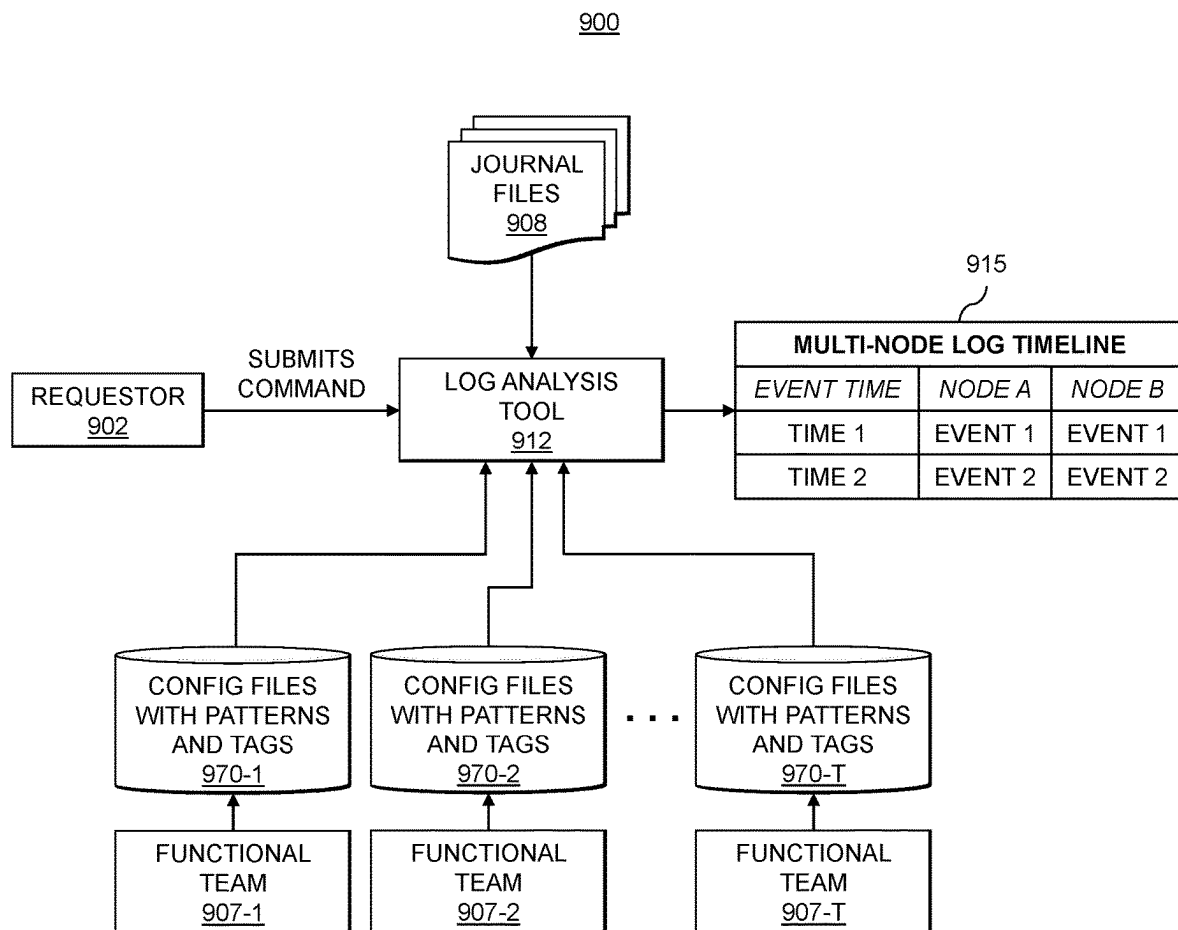 900
JOURNAL
FILES
908
915
MULTI-NODE LOG TIMELINE
EVENT TIME NODE A NODE B
TIME 1 EVENT 1 EVENT 1
TIME 2 EVENT 2 EVENT 2
SUBMITS
COMMAND
REQUESTOR
902
LOG ANALYSIS
TOOL
912
CONFIG FILES
WITH PATTERNS
AND TAGS
970-1
CONFIG FILES
WITH PATTERNS
AND TAGS
970-2
. . .
CONFIG FILES
WITH PATTERNS
AND TAGS
970-T
FUNCTIONAL
TEAM
907-1
FUNCTIONAL
TEAM
907-2
FUNCTIONAL
TEAM
907-T